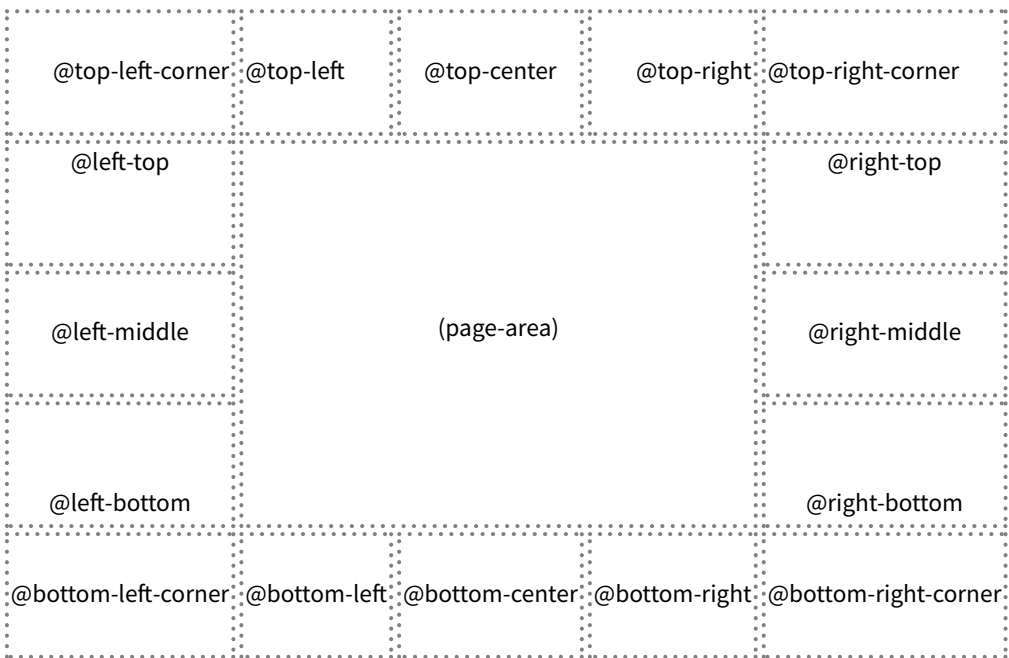 @top-left-corner @top-left @top-center @top-right @top-right-corner
@left-top @right-top
@left-middle (page-area) @right-middle
@left-bottom @right-bottom
@bottom-left-corner @bottom-left @bottom-center @bottom-right @bottom-right-corner